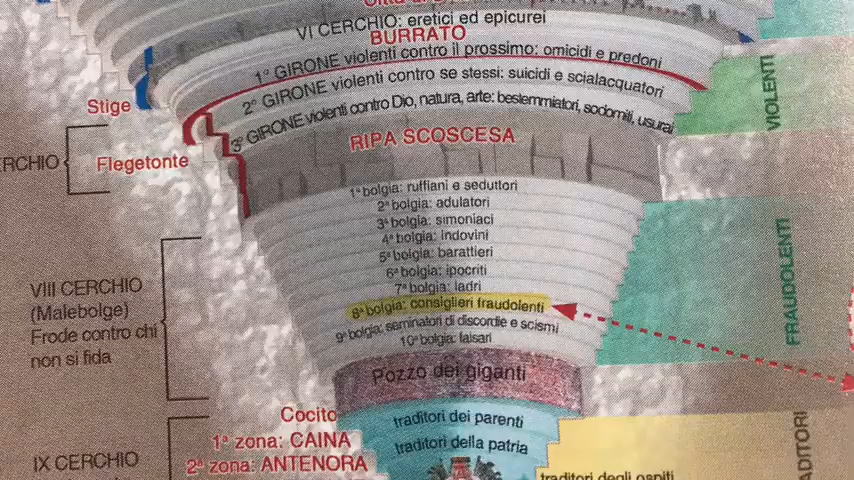 VI CERCHIO: eretici ed epicurei
BURRATO
1° GIRONE violenti contro il prossimo: omicidi e predoni
2° GIRONE violenti contro se stessi: suicidi e scialacquatori
3° GIRONE violenti contro Dio, natura, arte: bestemmiatori, sodomiti, usurai
VIOLENTI
Stige
RIPA SCOSCESA
Flegetonte
1ª bolgia: ruffiani e seduttori
2ª bolgia: adulatori
3ª bolgia: simoniaci
4ª bolgia: indovini
5ª bolgia: barattieri
6ª bolgia: ipocriti
7ª bolgia: ladri
8ª bolgia: consiglieri fraudolenti
9ª bolgia: seminatori di discordie e scismi
10ª bolgia: falsari
FRAUDOLENTI
VIII CERCHIO
(Malebolge)
Frode contro chi
non si fida
Pozzo dei giganti
Cocito
traditori dei parenti
1ª zona: CAINA
traditori della patria
IX CERCHIO
2ª zona: ANTENORA
traditori degli ospiti